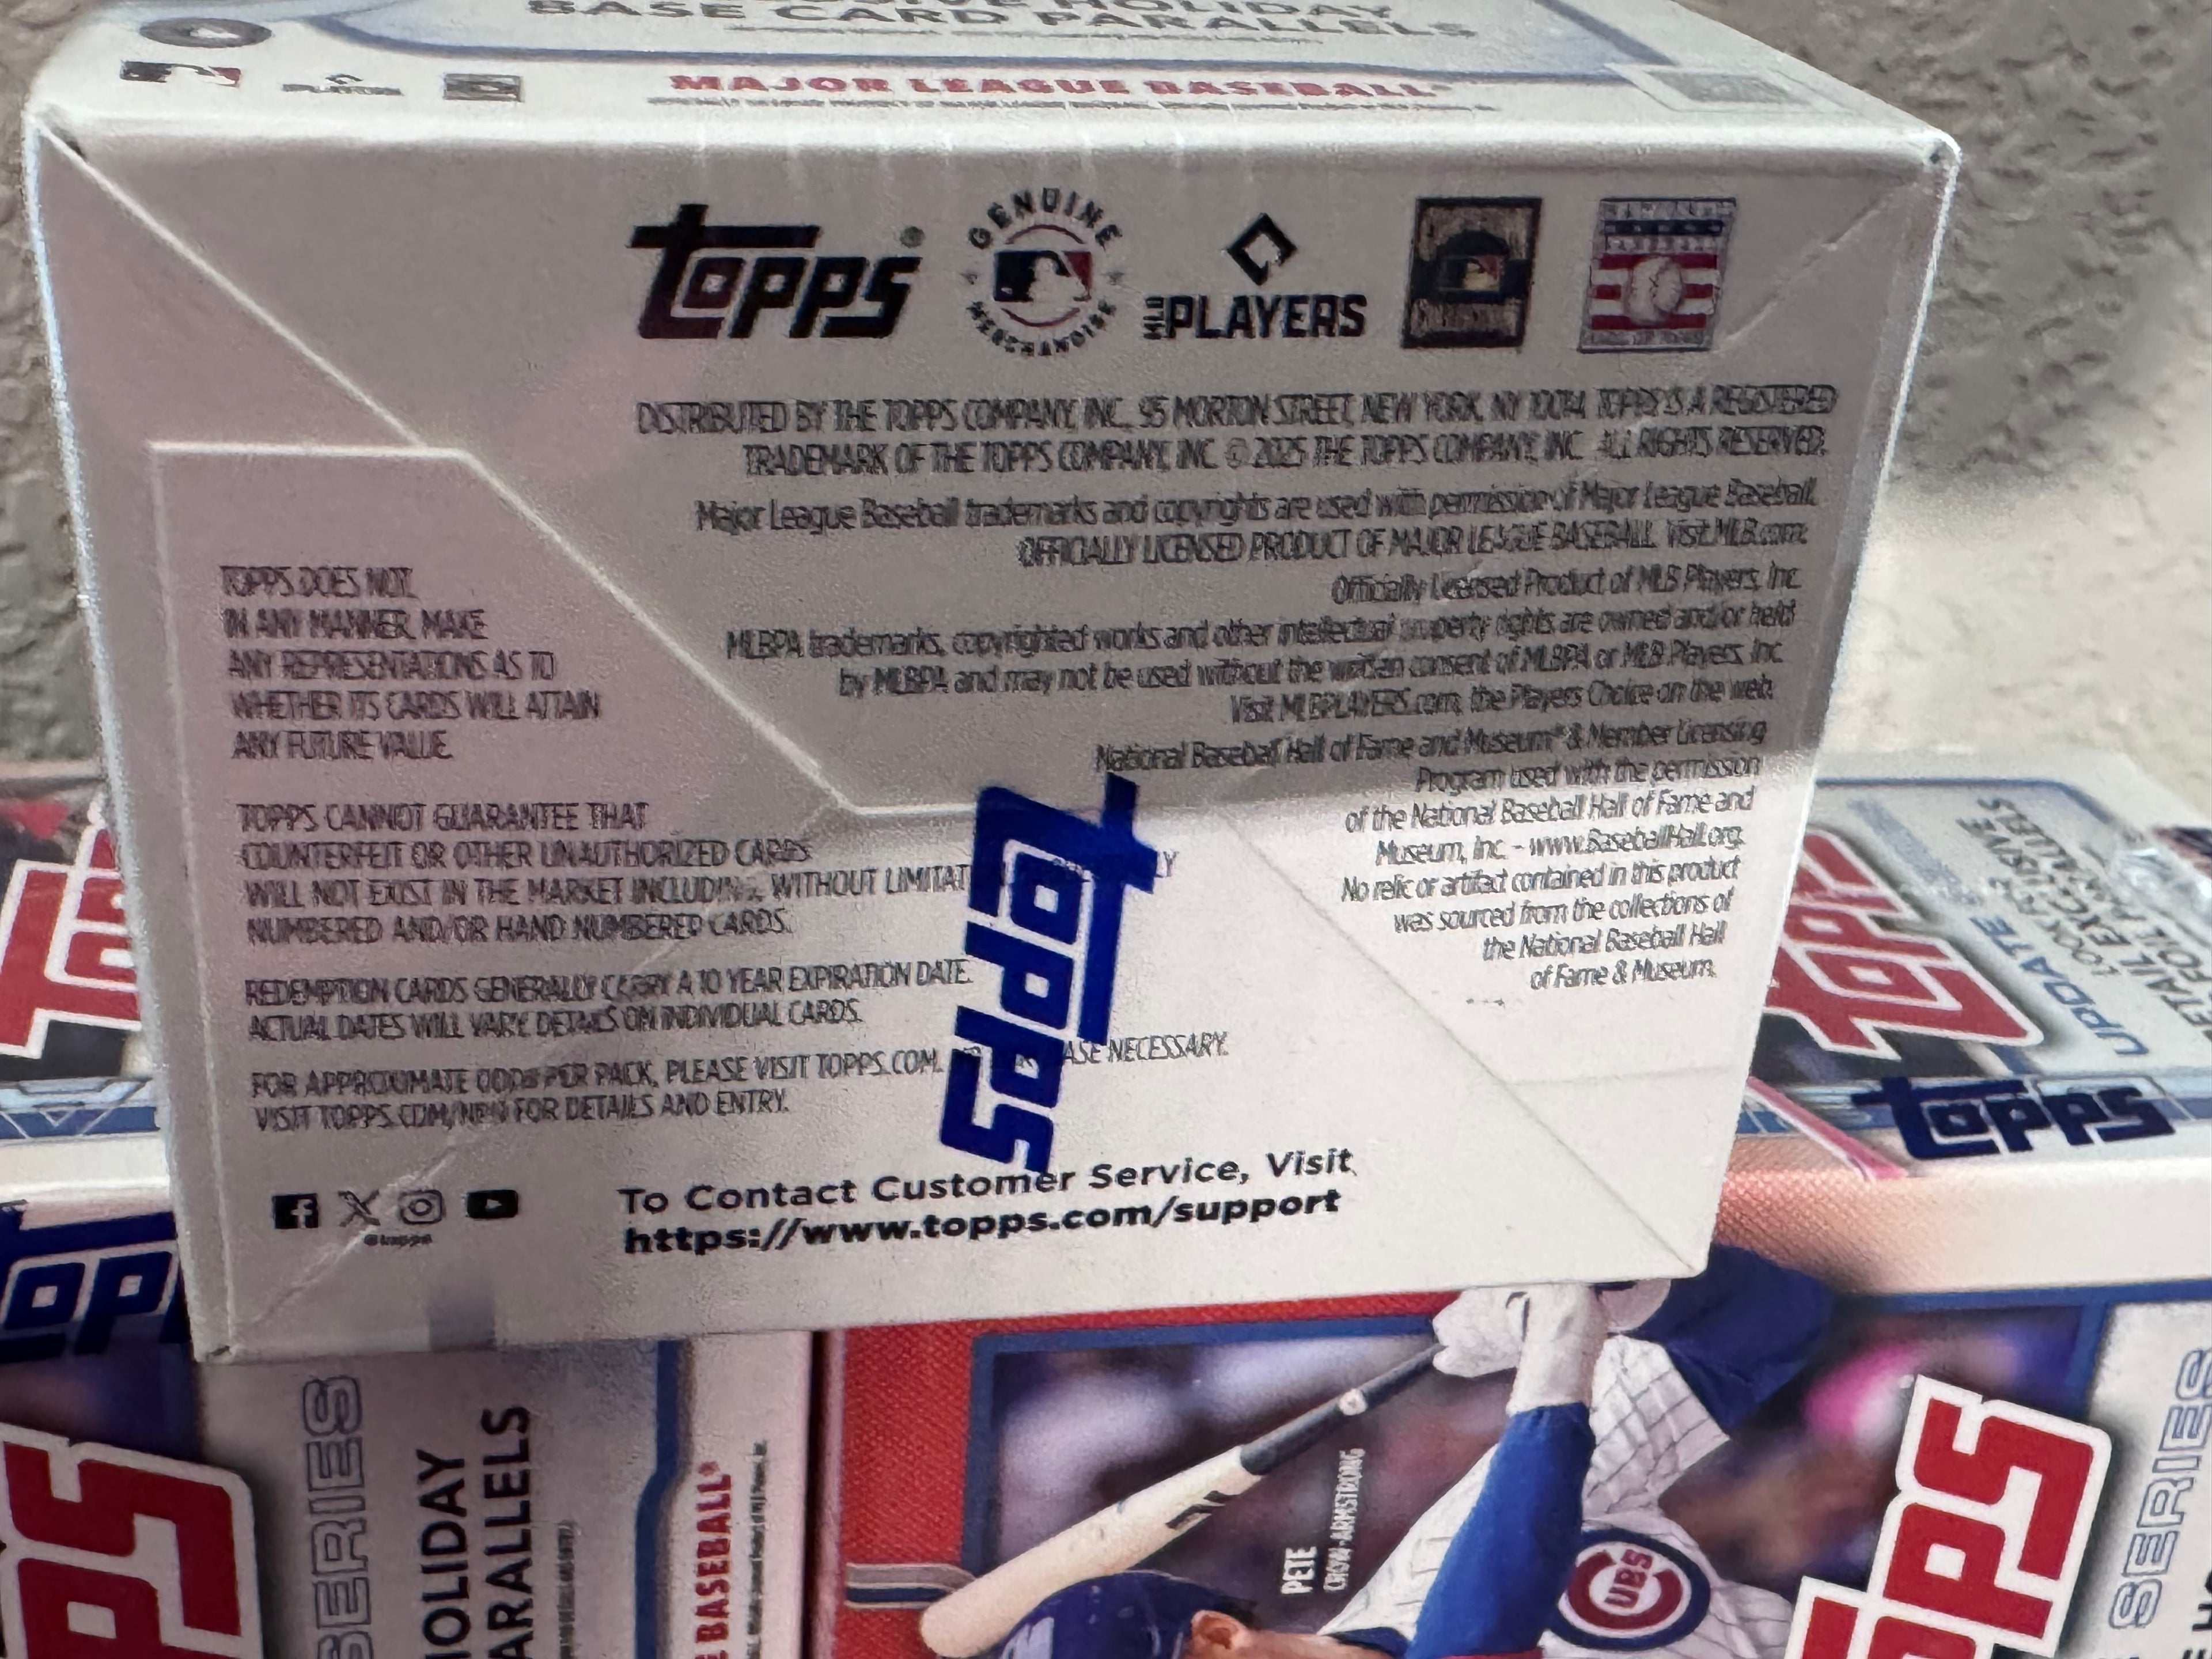 BASE CARD PARALLELS
MAJOR LEAGUE BASEBALL
topps®
GENUINE MERCHANDISE
MLB PLAYERS
DISTRIBUTED BY THE TOPPS COMPANY, INC. 95 MORTON STREET, NEW YORK, NY 10014. TOPPS IS A REGISTERED
TRADEMARK OF THE TOPPS COMPANY, INC. © 2025 THE TOPPS COMPANY, INC. ALL RIGHTS RESERVED.
Major League Baseball trademarks and copyrights are used with permission of Major League Baseball.
OFFICIALLY LICENSED PRODUCT OF MAJOR LEAGUE BASEBALL. Visit MLB.com.
Officially Licensed Product of MLB Players, Inc.
MLBPA trademarks, copyrighted works and other intellectual property rights are owned and/or held
by MLBPA and may not be used without the written consent of MLBPA or MLB Players, Inc.
Visit MLBPLAYERS.com, the Players Choice on the web.
National Baseball Hall of Fame and Museum® & Member Licensing
Program used with the permission
of the National Baseball Hall of Fame and
Museum, Inc. - www.BaseballHall.org.
No relic or artifact contained in this product
was sourced from the collections of
the National Baseball Hall
of Fame & Museum.
TOPPS DOES NOT,
IN ANY MANNER, MAKE
ANY REPRESENTATIONS AS TO
WHETHER ITS CARDS WILL ATTAIN
ANY FUTURE VALUE.
TOPPS CANNOT GUARANTEE THAT
COUNTERFEIT OR OTHER UNAUTHORIZED CARDS
WILL NOT EXIST IN THE MARKET INCLUDING, WITHOUT LIMITAT
NUMBERED AND/OR HAND NUMBERED CARDS.
REDEMPTION CARDS GENERALLY CARRY A 10 YEAR EXPIRATION DATE.
ACTUAL DATES WILL VARY. DETAILS ON INDIVIDUAL CARDS.
FOR APPROXIMATE ODDS PER PACK, PLEASE VISIT TOPPS.COM. ASE NECESSARY.
VISIT TOPPS.COM/NPN FOR DETAILS AND ENTRY.
topps
@topps
To Contact Customer Service, Visit
https://www.topps.com/support
topps
UPDATE
topps
SERIES
HOLIDAY
PARALLELS
BASEBALL®
PETE
CROW-ARMSTRONG
CUBS
topps
SERIES